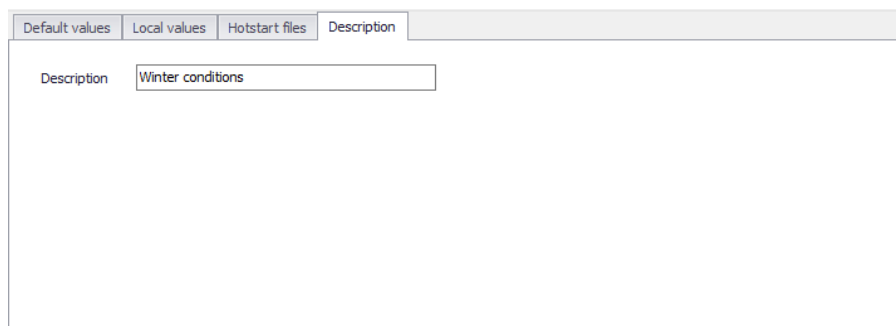 Default values Local values Hotstart files Description
Description Winter conditions